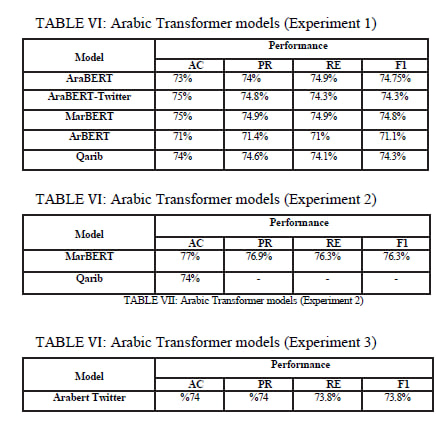 TABLE VI: Arabic Transformer models (Experiment 1)
Model Performance
AC PR RE F1
AraBERT 73% 74% 74.9% 74.75%
AraBERT-Twitter 75% 74.8% 74.3% 74.3%
MarBERT 75% 74.9% 74.9% 74.8%
ArBERT 71% 71.4% 71% 71.1%
Qarib 74% 74.6% 74.1% 74.3%
TABLE VI: Arabic Transformer models (Experiment 2)
Model Performance
AC PR RE F1
MarBERT 77% 76.9% 76.3% 76.3%
Qarib 74% - - -
TABLE VII: Arabic Transformer models (Experiment 2)
TABLE VI: Arabic Transformer models (Experiment 3)
Model Performance
AC PR RE F1
Arabert Twitter %74 %74 73.8% 73.8%